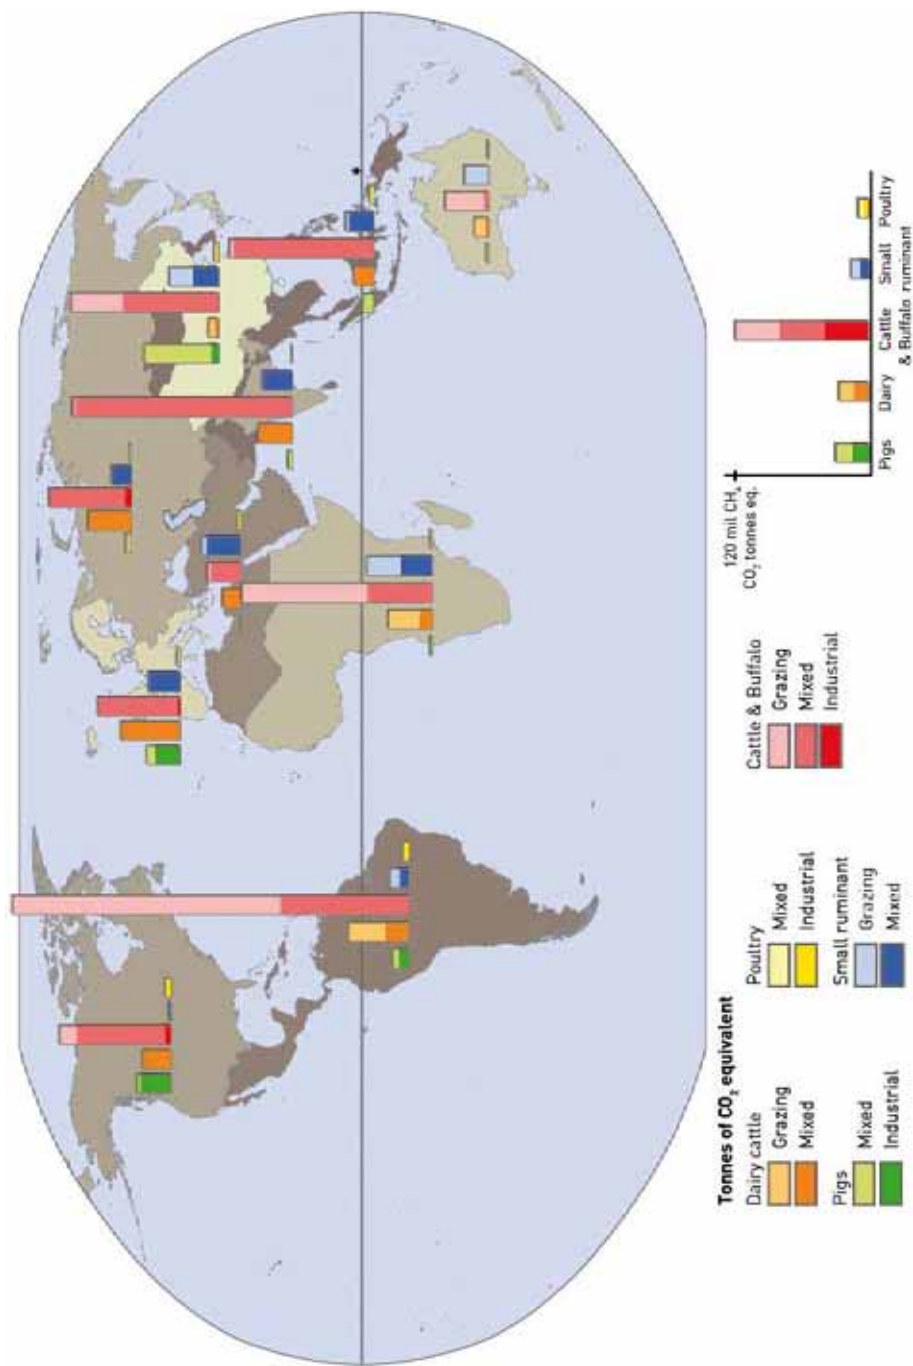 Tonnes of CO₂ equivalent
Dairy cattle
Grazing
Mixed
Pigs
Mixed
Industrial
Poultry
Mixed
Industrial
Small ruminant
Grazing
Mixed
Cattle & Buffalo
Grazing
Mixed
Industrial
120 mil CH₄
CO₂ tonnes eq.
Pigs
Dairy
Cattle
& Buffalo
Small
ruminant
Poultry